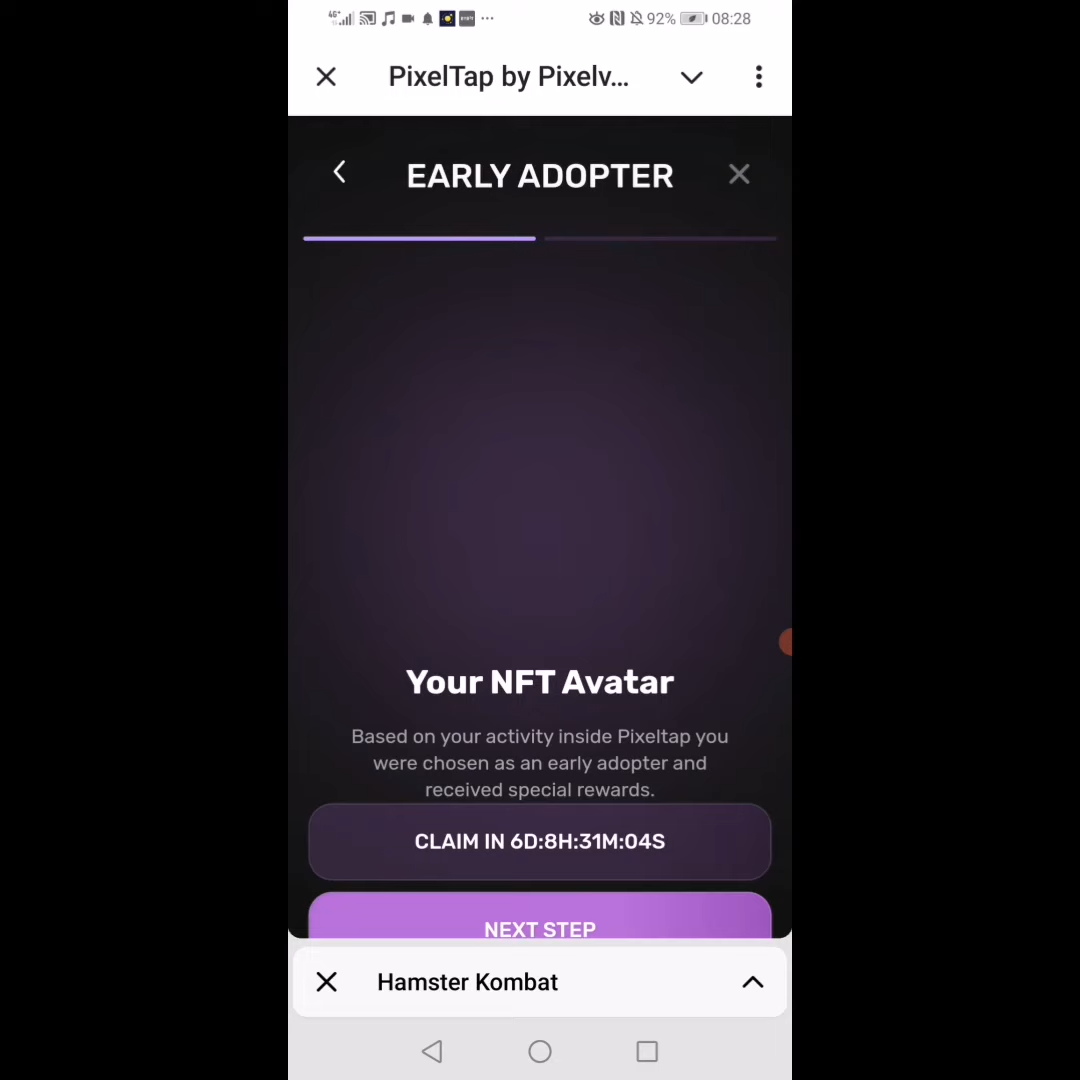 4G+ 92% 08:28
PixelTap by Pixelv...
EARLY ADOPTER
Your NFT Avatar
Based on your activity inside Pixeltap you
were chosen as an early adopter and
received special rewards.
CLAIM IN 6D:8H:31M:04S
NEXT STEP
Hamster Kombat